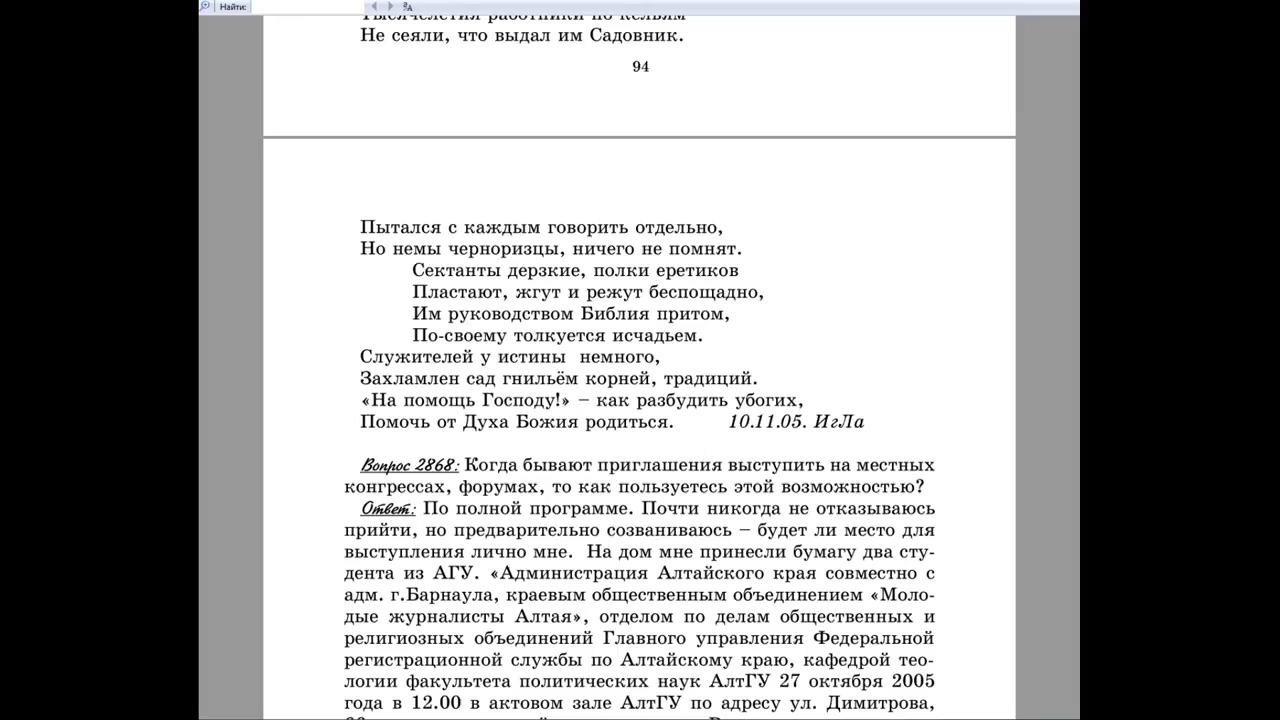 Найти:
Тысячелетия работники по кельям
Не сеяли, что выдал им Садовник.
94
Пытался с каждым говорить отдельно,
Но немы черноризцы, ничего не помнят.
Сектанты дерзкие, полки еретиков
Пластают, жгут и режут беспощадно,
Им руководством Библия притом,
По-своему толкуется исчадьем.
Служителей у истины  немного,
Захламлен сад гнильём корней, традиций.
«На помощь Господу!» – как разбудить убогих,
Помочь от Духа Божия родиться. 10.11.05. ИгЛа
Вопрос 2868: Когда бывают приглашения выступить на местных
конгрессах, форумах, то как пользуетесь этой возможностью?
Ответ: По полной программе. Почти никогда не отказываюсь
прийти, но предварительно созваниваюсь – будет ли место для
выступления лично мне.  На дом мне принесли бумагу два сту-
дента из АГУ. «Администрация Алтайского края совместно с
адм. г.Барнаула, краевым общественным объединением «Моло-
дые журналисты Алтая», отделом по делам общественных и
религиозных объединений Главного управления Федеральной
регистрационной службы по Алтайскому краю, кафедрой тео-
логии факультета политических наук АлтГУ 27 октября 2005
года в 12.00 в актовом зале АлтГУ по адресу ул. Димитрова,